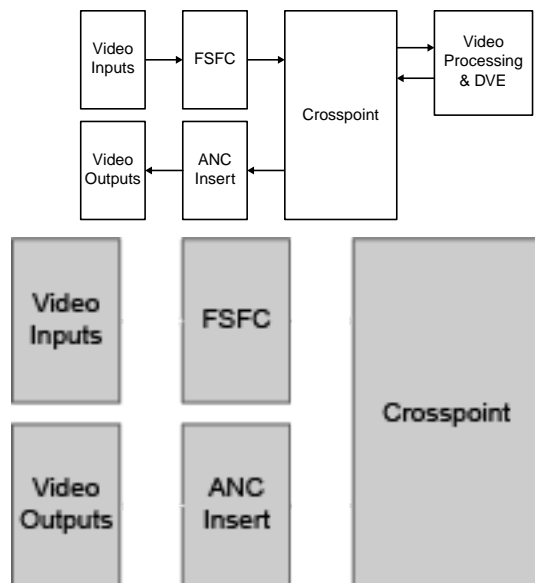 Video
Inputs
FSFC
Crosspoint
Video
Processing
& DVE
Video
Outputs
ANC
Insert
Video
Inputs
FSFC
Crosspoint
Video
Outputs
ANC
Insert